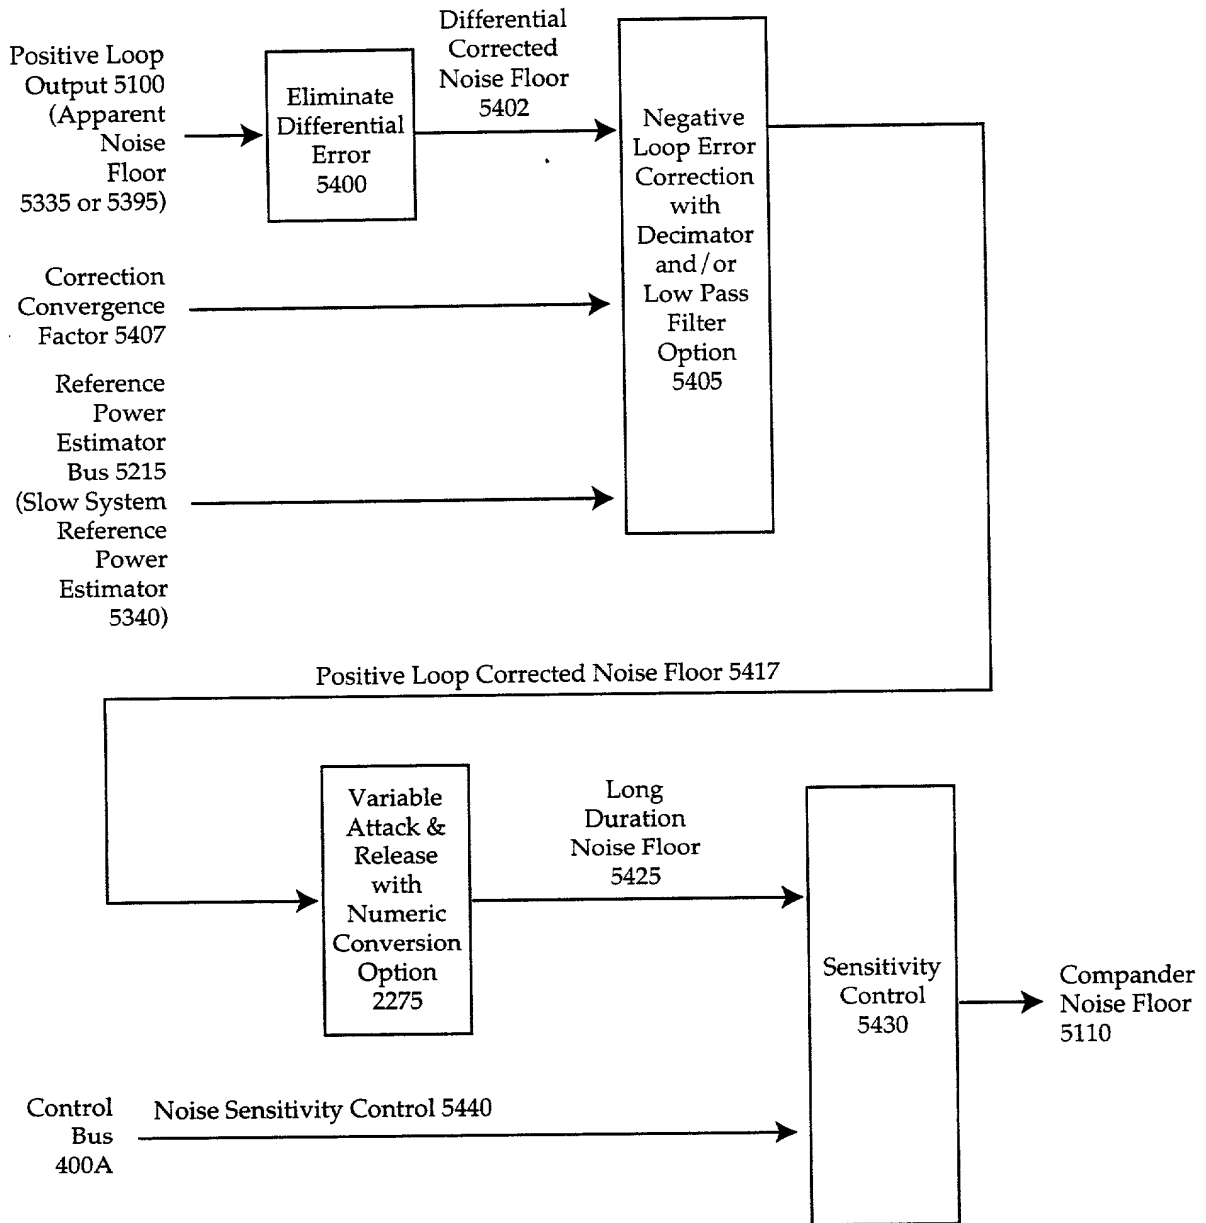 Positive Loop
Output 5100
(Apparent
Noise
Floor
5335 or 5395)
Eliminate
Differential
Error
5400
Differential
Corrected
Noise Floor
5402
Negative
Loop Error
Correction
with
Decimator
and/or
Low Pass
Filter
Option
5405
Correction
Convergence
Factor 5407
Reference
Power
Estimator
Bus 5215
(Slow System
Reference
Power
Estimator
5340)
Positive Loop Corrected Noise Floor 5417
Variable
Attack &
Release
with
Numeric
Conversion
Option
2275
Long
Duration
Noise Floor
5425
Sensitivity
Control
5430
Compander
Noise Floor
5110
Control
Bus
400A
Noise Sensitivity Control 5440